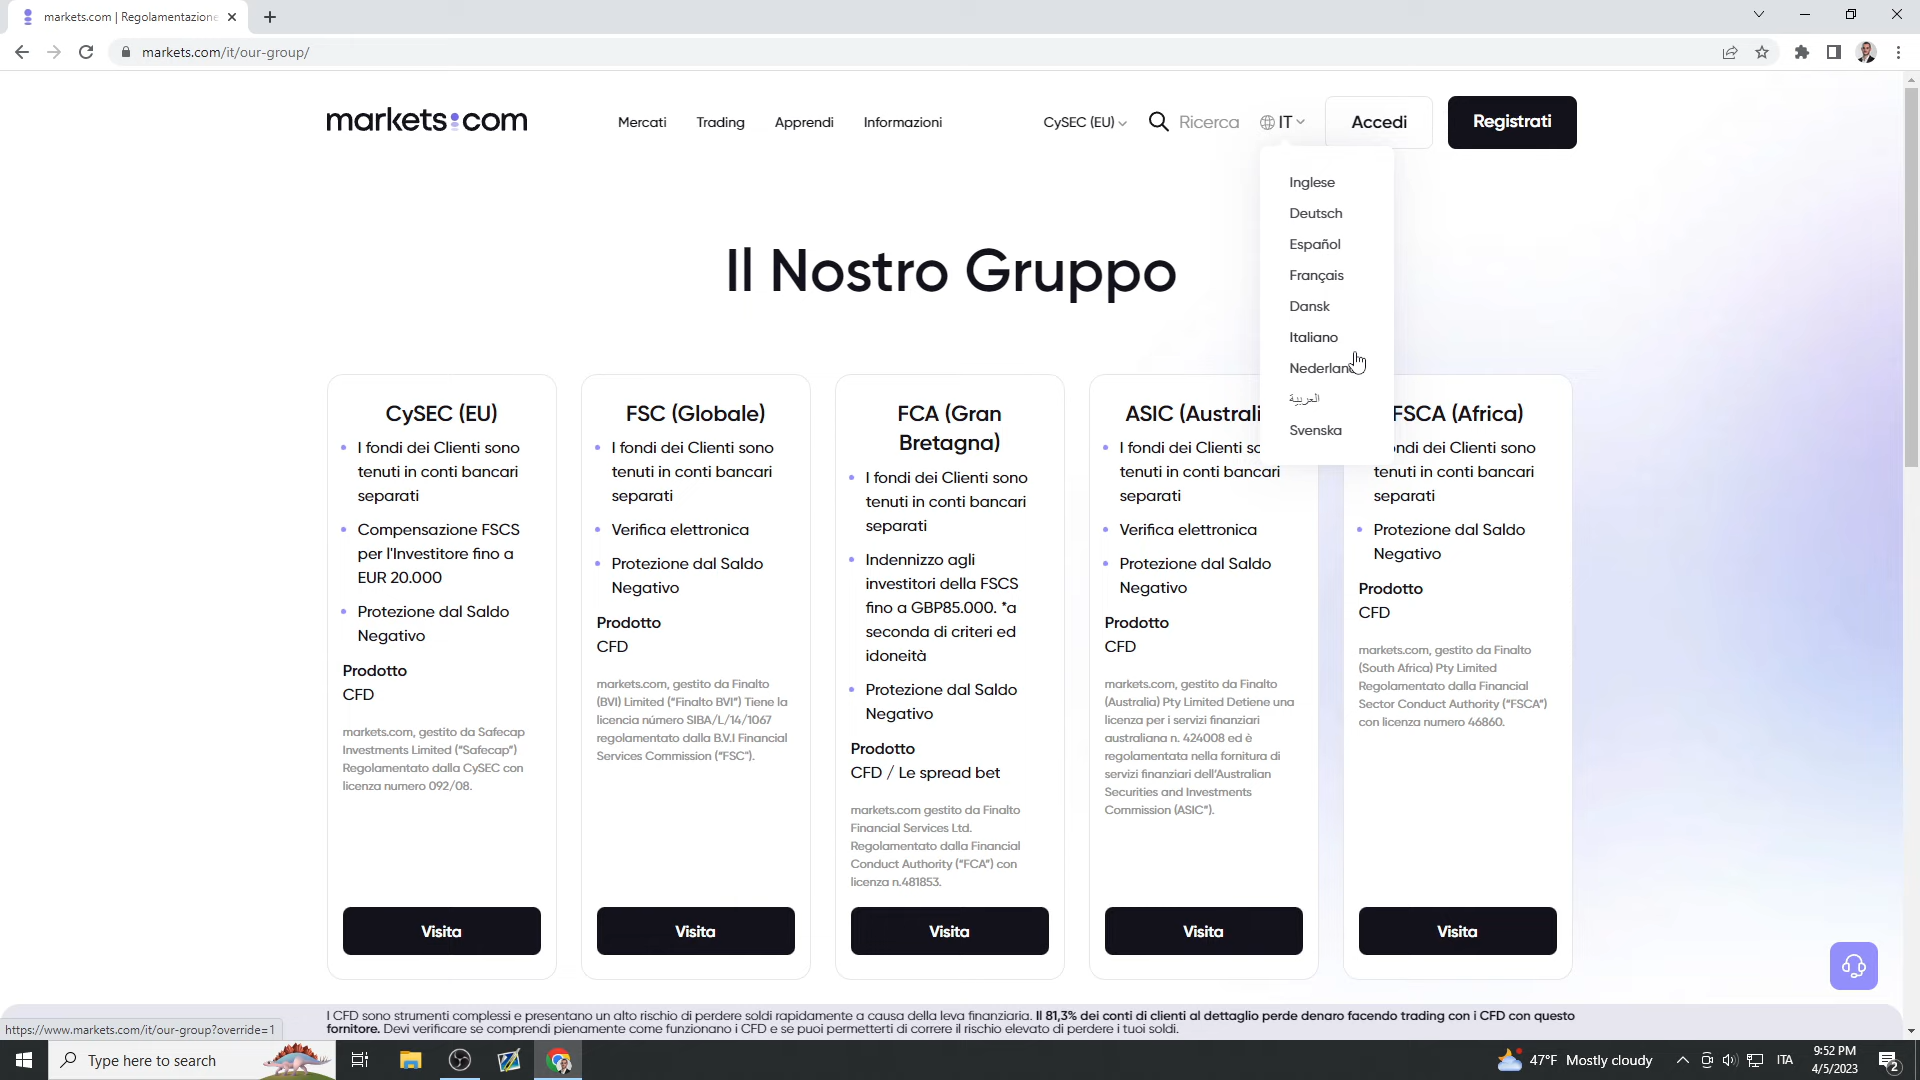 markets.com | Regolamentazione
markets.com/it/our-group/
markets:com
Mercati
Trading
Apprendi
Informazioni
CySEC (EU)
Ricerca
IT
Accedi
Registrati
Inglese
Deutsch
Español
Français
Dansk
Italiano
العربية
Svenska
Il Nostro Gruppo
CySEC (EU)
I fondi dei Clienti sono
tenuti in conti bancari
separati
Compensazione FSCS
per l'Investitore fino a
EUR 20.000
Protezione dal Saldo
Negativo
Prodotto
CFD
markets.com, gestito da Safecap
Investments Limited (“Safecap”)
Regolamentato dalla CySEC con
licenza numero 092/08.
Visita
FSC (Globale)
I fondi dei Clienti sono
tenuti in conti bancari
separati
Verifica elettronica
Protezione dal Saldo
Negativo
Prodotto
CFD
markets.com, gestito da Finalto
(BVI) Limited (“Finalto BVI”) Tiene la
licencia número SIBA/L/14/1067
regolamentato dalla B.V.I Financial
Services Commission (“FSC”).
Visita
FCA (Gran
Bretagna)
I fondi dei Clienti sono
tenuti in conti bancari
separati
Indennizzo agli
investitori della FSCS
fino a GBP85.000. *a
seconda di criteri ed
idoneità
Protezione dal Saldo
Negativo
Prodotto
CFD / Le spread bet
markets.com gestito da Finalto
Financial Services Ltd.
Regolamentato dalla Financial
Conduct Authority (“FCA”) con
licenza n.481853.
Visita
ASIC (Australi
I fondi dei Clienti so
tenuti in conti bancari
separati
Verifica elettronica
Protezione dal Saldo
Negativo
Prodotto
CFD
markets.com, gestito da Finalto
(Australia) Pty Limited Detiene una
licenza per i servizi finanziari
australiana n. 424008 ed è
regolamentata nella fornitura di
servizi finanziari dell’Australian
Securities and Investments
Commission (ASIC”).
Visita
FSCA (Africa)
ondi dei Clienti sono
tenuti in conti bancari
separati
Protezione dal Saldo
Negativo
Prodotto
CFD
markets.com, gestito da Finalto
(South Africa) Pty Limited
Regolamentato dalla Financial
Sector Conduct Authority (“FSCA”)
con licenza numero 46860.
Visita
I CFD sono strumenti complessi e presentano un alto rischio di perdere soldi rapidamente a causa della leva finanziaria. Il 81,3% dei conti di clienti al dettaglio perde denaro facendo trading con i CFD con questo
fornitore. Devi verificare se comprendi pienamente come funzionano i CFD e se puoi permetterti di correre il rischio elevato di perdere i tuoi soldi.
https://www.markets.com/it/our-group?override=1
Type here to search
47°F Mostly cloudy
ITA
9:52 PM
4/5/2023
2